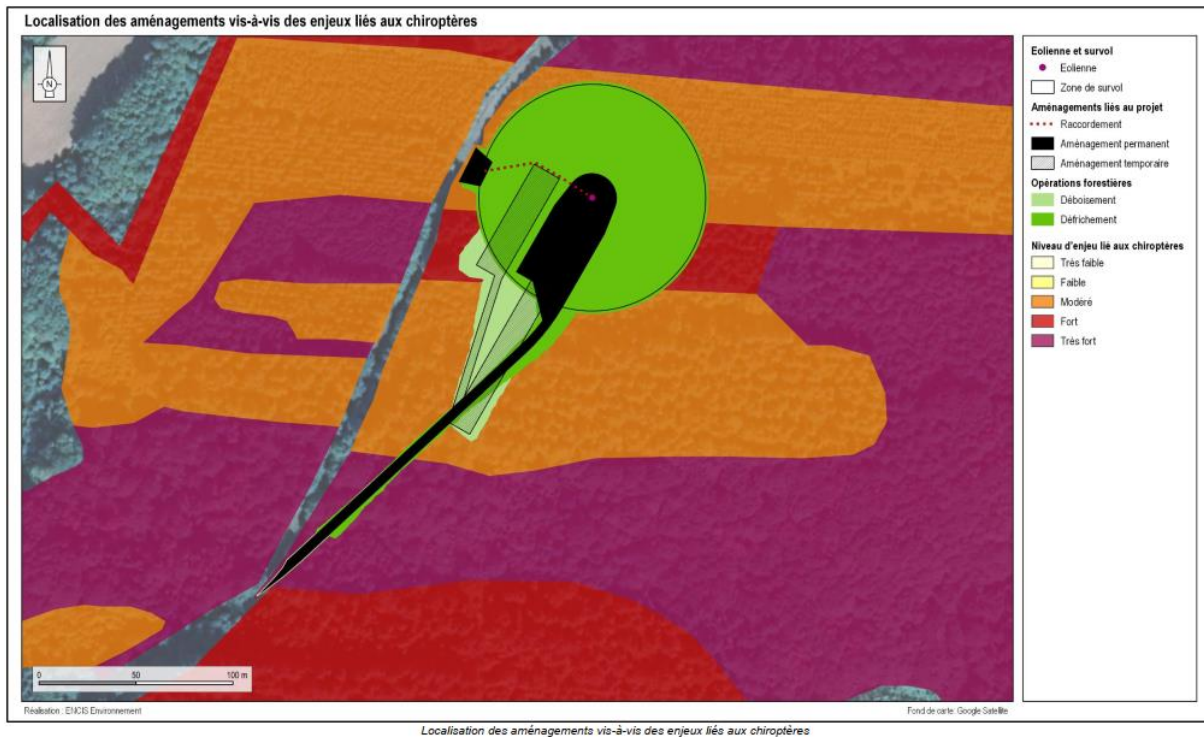 Localisation des aménagements vis-à-vis des enjeux liés aux chiroptères
N
Eolienne et survol
Eolienne
Zone de survol
Aménagements liés au projet
Raccordement
Aménagement permanent
Aménagement temporaire
Opérations forestières
Déboisement
Défrichement
Niveau d'enjeu lié aux chiroptères
Très faible
Faible
Modéré
Fort
Très fort
0 50 100 m
Réalisation : ENCIS Environnement
Fond de carte: Google Satellite
Localisation des aménagements vis-à-vis des enjeux liés aux chiroptères